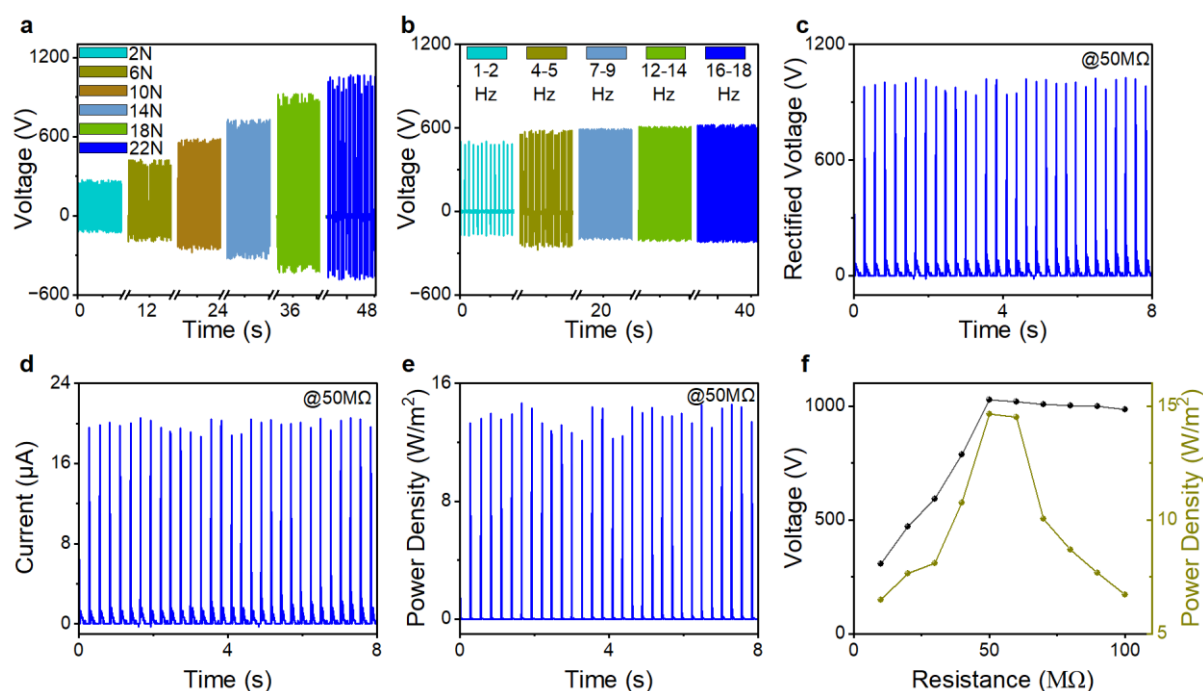 a
1200
600
0
−600
Voltage (V)
2N
6N
10N
14N
18N
22N
0 12 24 36 48
Time (s)
b
1200
600
0
−600
Voltage (V)
1-2 4-5 7-9 12-14 16-18
Hz Hz Hz Hz Hz
0 20 40
Time (s)
c
1200
600
0
Rectified Votlage (V)
@50MΩ
0 4 8
Time (s)
d
24
16
8
0
Current (µA)
@50MΩ
0 4 8
Time (s)
e
16
8
0
Power Density (W/m²)
@50MΩ
0 4 8
Time (s)
f
1000
500
0
Voltage (V)
15
10
5
Power Density (W/m²)
0 50 100
Resistance (MΩ)